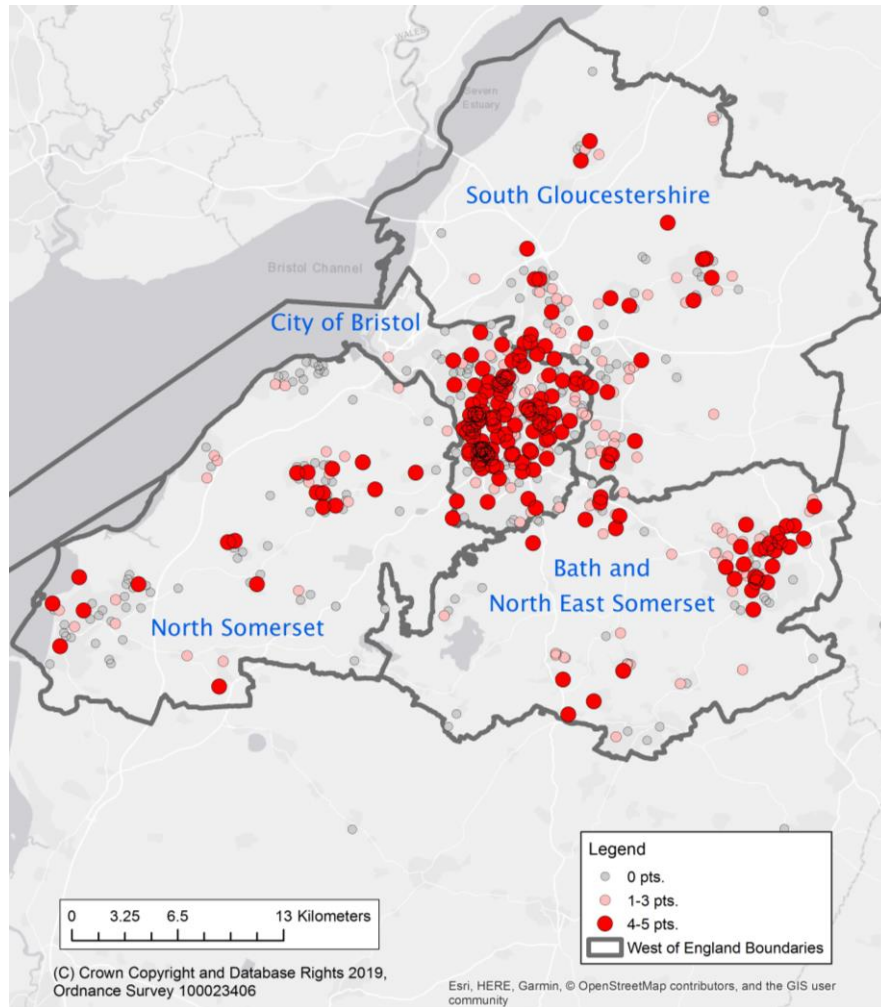 WALES
Severn
Estuary
South Gloucestershire
Bristol Channel
City of Bristol
Bath and
North East Somerset
North Somerset
Legend
0 pts.
1-3 pts.
4-5 pts.
West of England Boundaries
0 3.25 6.5 13 Kilometers
(C) Crown Copyright and Database Rights 2019,
Ordnance Survey 100023406
Esri, HERE, Garmin, © OpenStreetMap contributors, and the GIS user
community